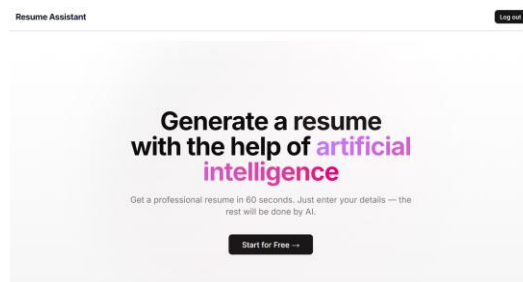 Resume Assistant
Log out
Generate a resume
with the help of artificial
intelligence
Get a professional resume in 60 seconds. Just enter your details — the
rest will be done by AI.
Start for Free →